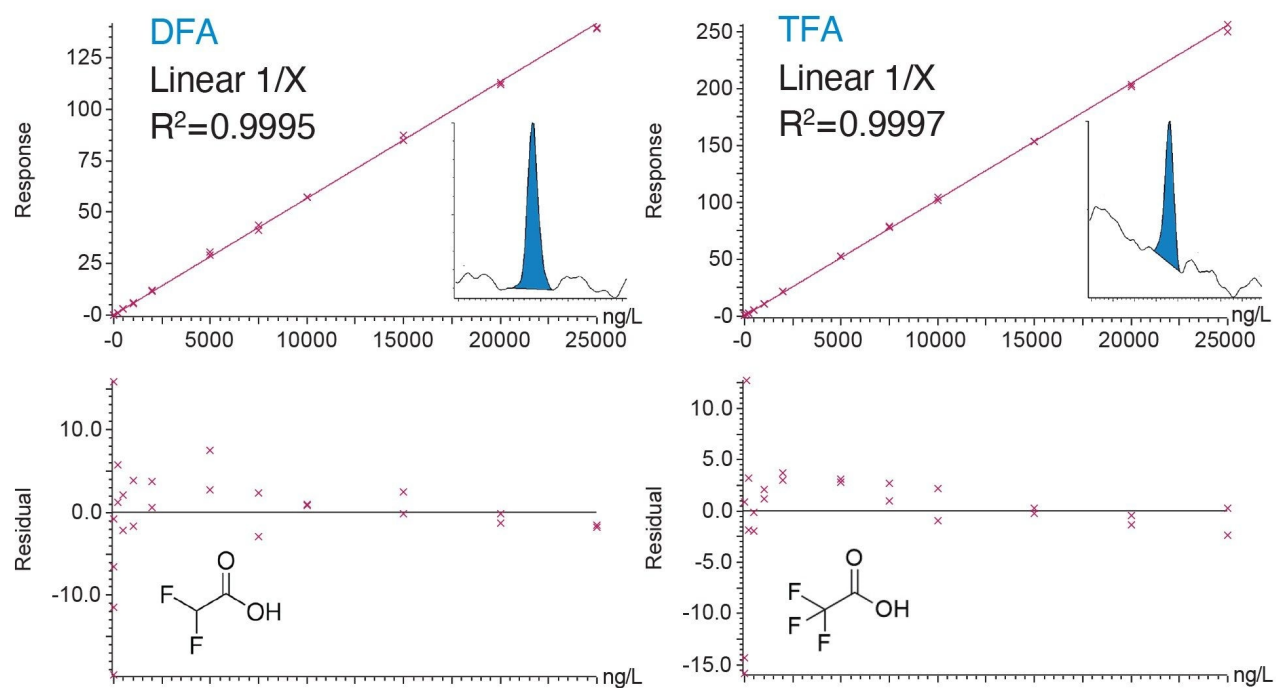 DFA
Linear 1/X
R²=0.9995
Response
125
100
75
50
25
-0
-0 5000 10000 15000 20000 25000 ng/L
TFA
Linear 1/X
R²=0.9997
Response
250
200
150
100
50
-0
-0 5000 10000 15000 20000 25000 ng/L
Residual
10.0
0.0
-10.0
ng/L
O
F
OH
F
Residual
10.0
5.0
0.0
-5.0
-10.0
-15.0
ng/L
O
F
OH
F
F